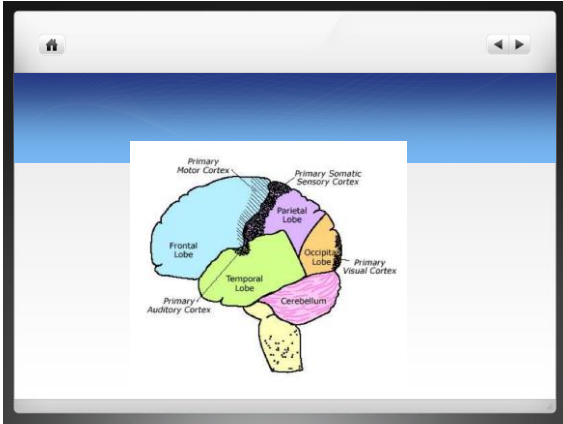 Primary
Motor Cortex
Primary Somatic
Sensory Cortex
Parietal
Lobe
Frontal
Lobe
Occipital
Lobe
Primary
Visual Cortex
Temporal
Lobe
Cerebellum
Primary
Auditory Cortex